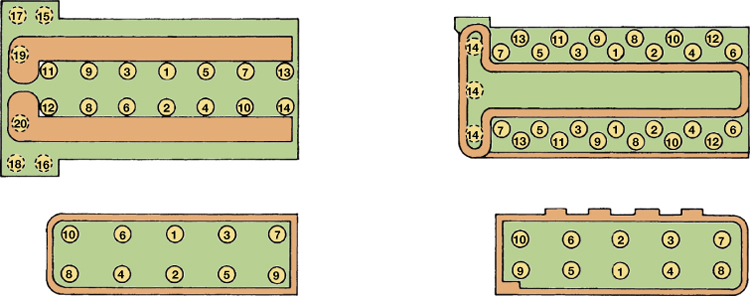 17 15
19
11 9 3 1 5 7 13
12 8 6 2 4 10 14
20
18 16
14 13 11 9 8 10 12
7 5 3 1 2 4 6
14
14 7 5 3 1 2 4 6
13 11 9 8 10 12
10 6 1 3 7
8 4 2 5 9
10 6 2 3 7
9 5 1 4 8